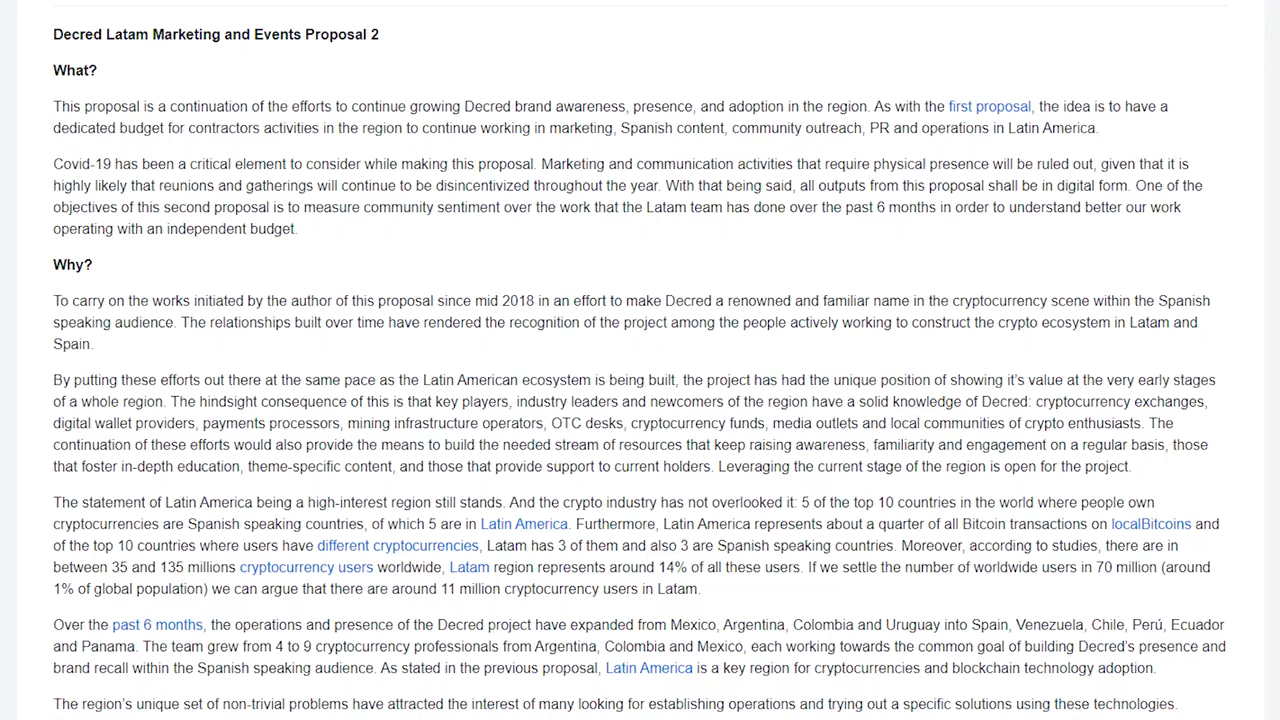 Decred Latam Marketing and Events Proposal 2
What?
This proposal is a continuation of the efforts to continue growing Decred brand awareness, presence, and adoption in the region. As with the first proposal, the idea is to have a
dedicated budget for contractors activities in the region to continue working in marketing, Spanish content, community outreach, PR and operations in Latin America.
Covid-19 has been a critical element to consider while making this proposal. Marketing and communication activities that require physical presence will be ruled out, given that it is
highly likely that reunions and gatherings will continue to be disincentivized throughout the year. With that being said, all outputs from this proposal shall be in digital form. One of the
objectives of this second proposal is to measure community sentiment over the work that the Latam team has done over the past 6 months in order to understand better our work
operating with an independent budget.
Why?
To carry on the works initiated by the author of this proposal since mid 2018 in an effort to make Decred a renowned and familiar name in the cryptocurrency scene within the Spanish
speaking audience. The relationships built over time have rendered the recognition of the project among the people actively working to construct the crypto ecosystem in Latam and
Spain.
By putting these efforts out there at the same pace as the Latin American ecosystem is being built, the project has had the unique position of showing it's value at the very early stages
of a whole region. The hindsight consequence of this is that key players, industry leaders and newcomers of the region have a solid knowledge of Decred: cryptocurrency exchanges,
digital wallet providers, payments processors, mining infrastructure operators, OTC desks, cryptocurrency funds, media outlets and local communities of crypto enthusiasts. The
continuation of these efforts would also provide the means to build the needed stream of resources that keep raising awareness, familiarity and engagement on a regular basis, those
that foster in-depth education, theme-specific content, and those that provide support to current holders. Leveraging the current stage of the region is open for the project.
The statement of Latin America being a high-interest region still stands. And the crypto industry has not overlooked it: 5 of the top 10 countries in the world where people own
cryptocurrencies are Spanish speaking countries, of which 5 are in Latin America. Furthermore, Latin America represents about a quarter of all Bitcoin transactions on localBitcoins and
of the top 10 countries where users have different cryptocurrencies, Latam has 3 of them and also 3 are Spanish speaking countries. Moreover, according to studies, there are in
between 35 and 135 millions cryptocurrency users worldwide, Latam region represents around 14% of all these users. If we settle the number of worldwide users in 70 million (around
1% of global population) we can argue that there are around 11 million cryptocurrency users in Latam.
Over the past 6 months, the operations and presence of the Decred project have expanded from Mexico, Argentina, Colombia and Uruguay into Spain, Venezuela, Chile, Perú, Ecuador
and Panama. The team grew from 4 to 9 cryptocurrency professionals from Argentina, Colombia and Mexico, each working towards the common goal of building Decred's presence and
brand recall within the Spanish speaking audience. As stated in the previous proposal, Latin America is a key region for cryptocurrencies and blockchain technology adoption.
The region's unique set of non-trivial problems have attracted the interest of many looking for establishing operations and trying out a specific solutions using these technologies.